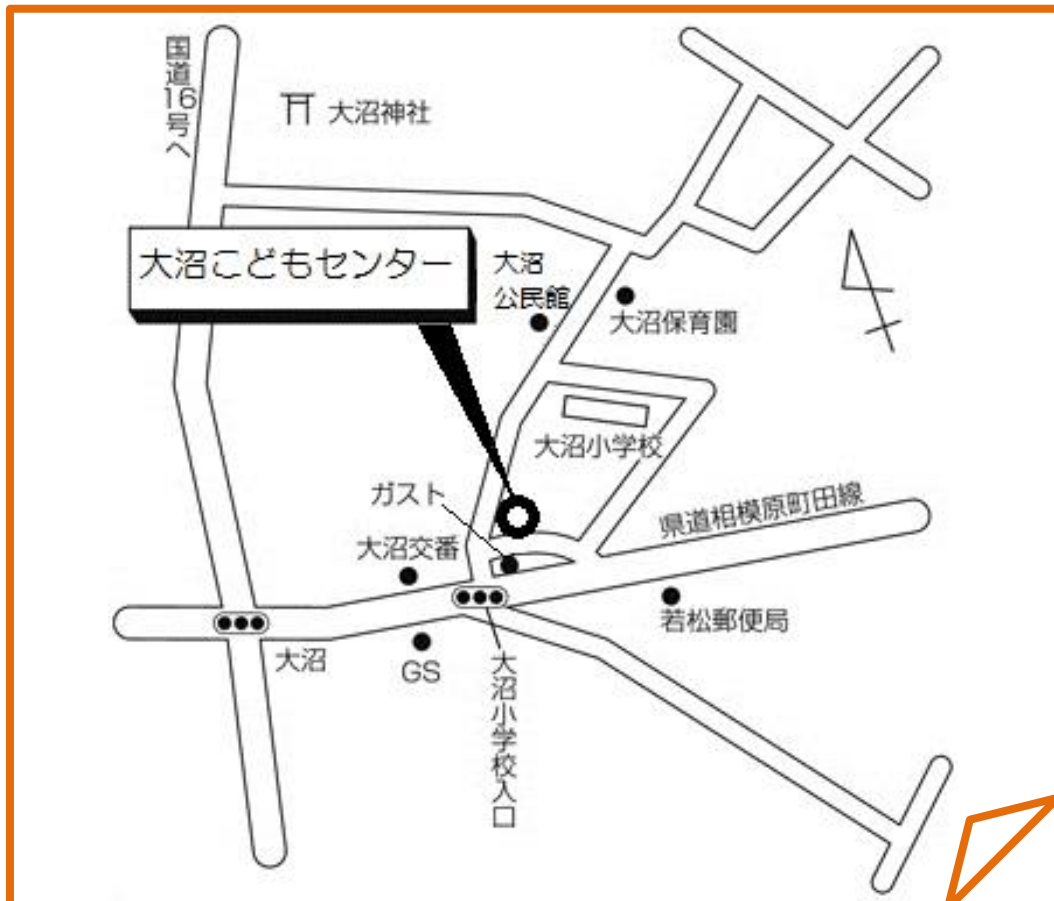 国道16号へ
大沼神社
大沼こどもセンター
大沼
公民館
大沼保育園
大沼小学校
ガスト
県道相模原町田線
大沼交番
若松郵便局
大沼
GS
大沼小学校入口